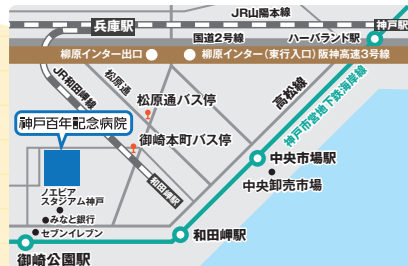 JR山陽本線
兵庫駅
神戸駅
国道2号線
ハーバーランド駅
柳原インター出口
柳原インター(東行入口)
阪神高速3号線
JR和田岬線
松原通
松原通バス停
高松線
神戸市営地下鉄海岸線
神戸百年記念病院
御崎本町バス停
中央市場駅
中央卸売市場
和田岬駅
ノエビア
スタジアム神戸
みなと銀行
セブンイレブン
和田岬駅
御崎公園駅